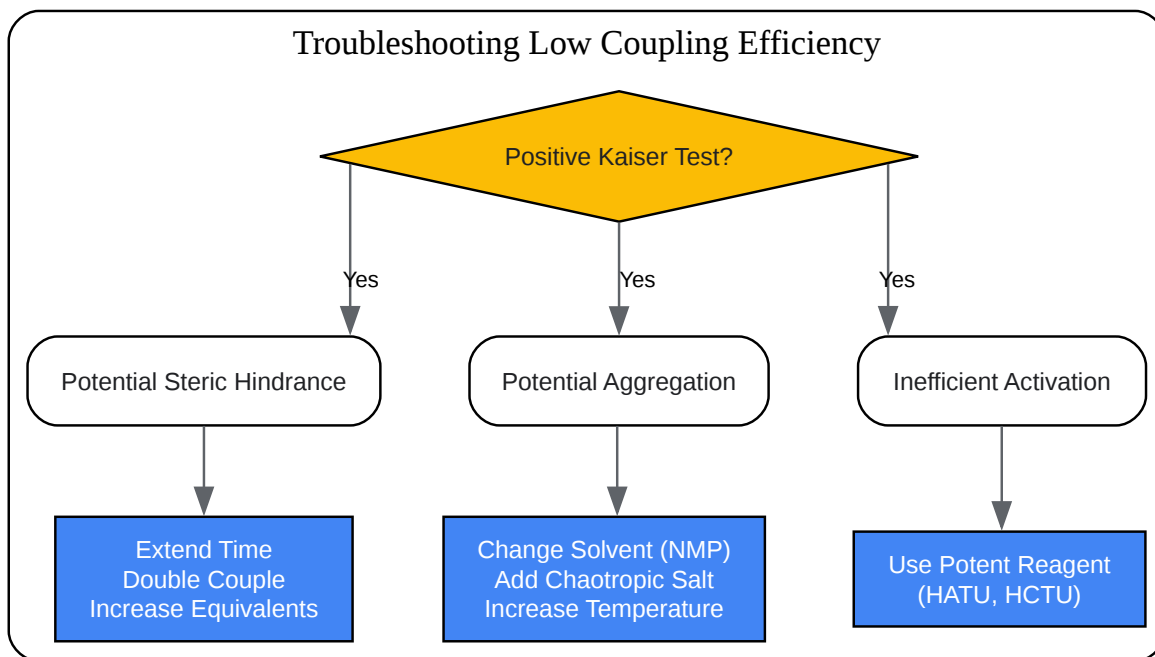 Troubleshooting Low Coupling Efficiency
Positive Kaiser Test?
Yes
Yes
Yes
Potential Steric Hindrance
Potential Aggregation
Inefficient Activation
Extend Time
Double Couple
Increase Equivalents
Change Solvent (NMP)
Add Chaotropic Salt
Increase Temperature
Use Potent Reagent
(HATU, HCTU)